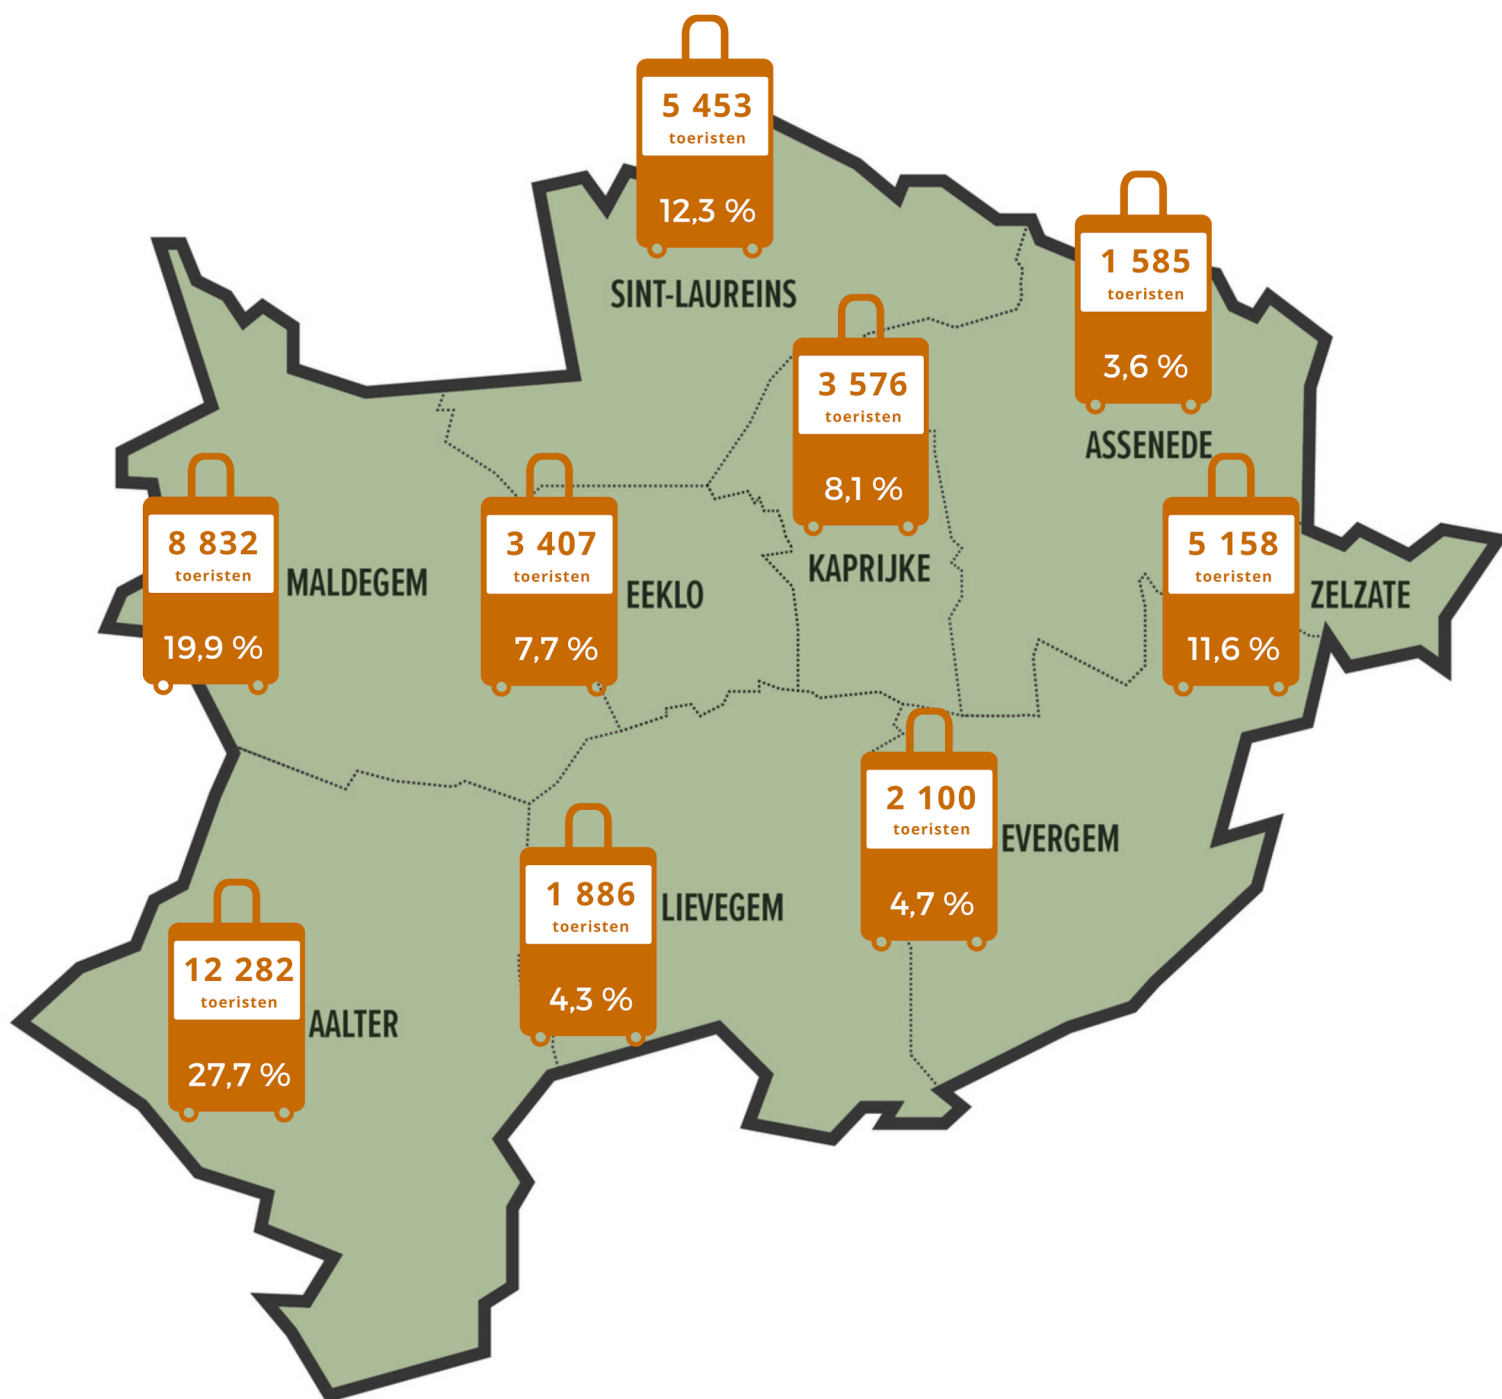 5 453
toeristen
12,3 %
SINT-LAUREINS
1 585
toeristen
3,6 %
ASSENEDE
3 576
toeristen
8,1 %
KAPRIJKE
8 832
toeristen
19,9 %
MALDEGEM
3 407
toeristen
7,7 %
EEKLO
5 158
toeristen
11,6 %
ZELZATE
2 100
toeristen
4,7 %
EVERGEM
1 886
toeristen
4,3 %
LIEVEGEM
12 282
toeristen
27,7 %
AALTER